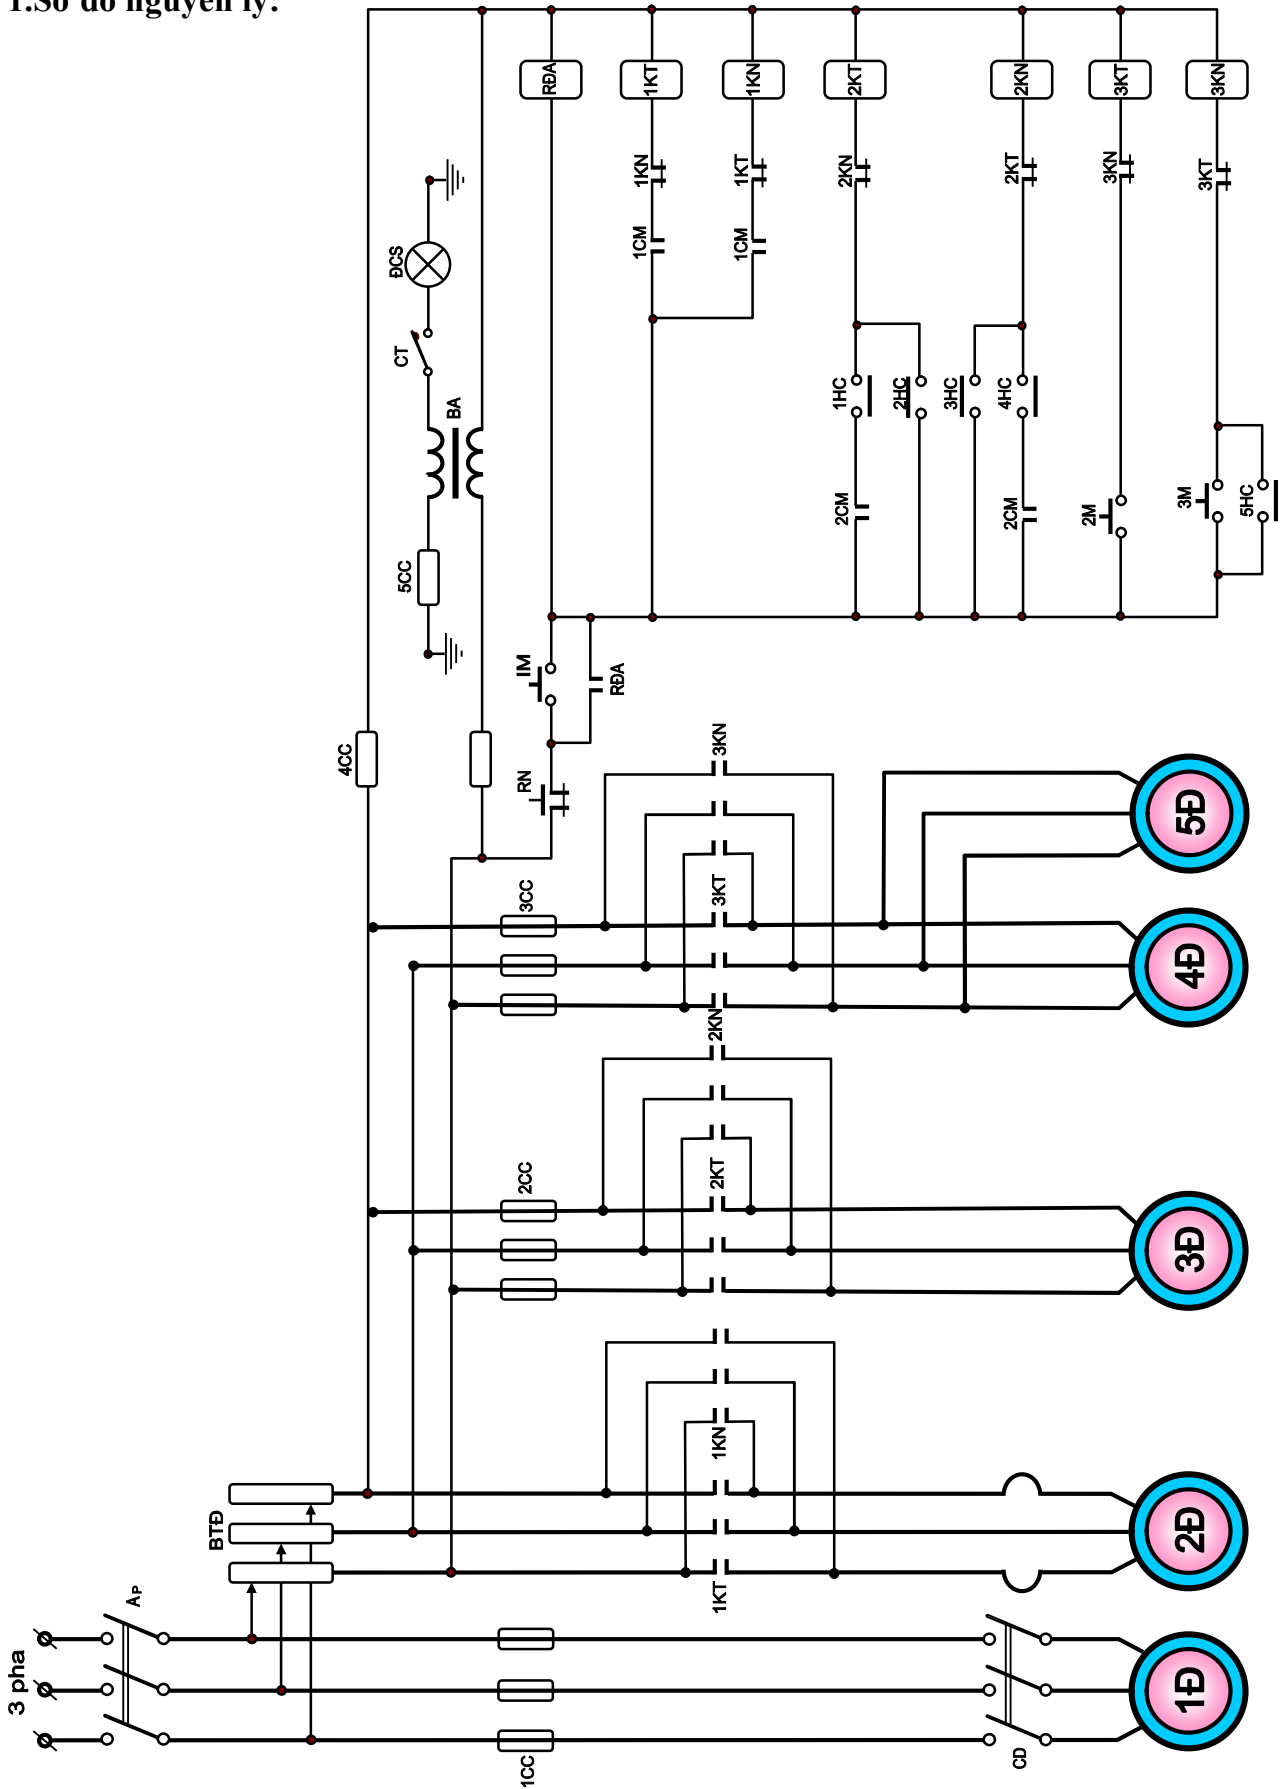 1.Sơ đồ nguyên lý:
RĐA
1KT
1KN
2KT
2KN
3KT
3KN
1KN
1KT
2KN
2KT
3KN
3KT
ĐCS
1CM
1CM
CT
BA
1HC
2HC
3HC
4HC
5CC
2CM
2CM
2M
3M
5HC
IM
RĐA
4CC
RN
3KN
5Đ
3CC
3KT
4Đ
2KN
2CC
2KT
3Đ
1KN
BTĐ
2Đ
1KT
AP
3 pha
1Đ
1CC
CD